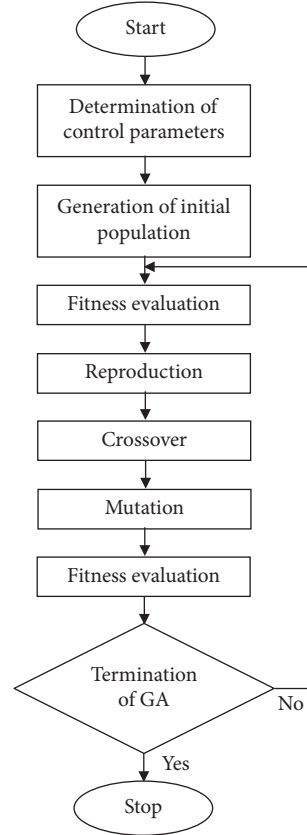 Start
Determination of
control parameters
Generation of initial
population
Fitness evaluation
Reproduction
Crossover
Mutation
Fitness evaluation
Termination
of GA
No
Yes
Stop